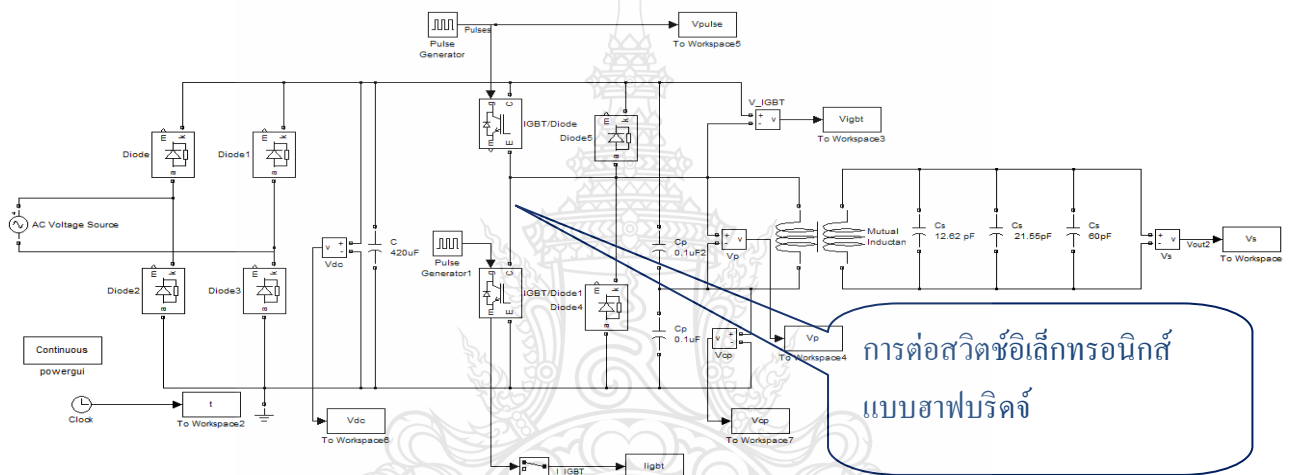 Pulse
Generator
Pulses
Vpulse
To Workspace5
g
C
IGBT/Diode
m
E
Diode5
m
k
a
V_IGBT
+
-
v
Vigbt
To Workspace3
Diode
m
k
a
Diode1
m
k
a
AC Voltage Source
Diode2
m
k
a
Diode3
m
k
a
Vdc
v
+
-
C
420uF
Pulse
Generator1
g
C
IGBT/Diode1
m
E
Diode4
m
k
a
Cp
0.1uF2
+
-
v
Vp
Mutual
Inductan
Cs
12.62 pF
Cs
21.55pF
Cs
60pF
+
-
v
Vs
Vout2
Vs
To Workspace
Cp
0.1uF
v
+
-
Vcp
Vp
To Workspace4
การต่อสวิตช์อิเล็กทรอนิกส์
แบบฮาฟบริดจ์
Continuous
powergui
Clock
t
To Workspace2
Vdc
To Workspace6
Vcp
To Workspace7
I_IGBT
Iigbt